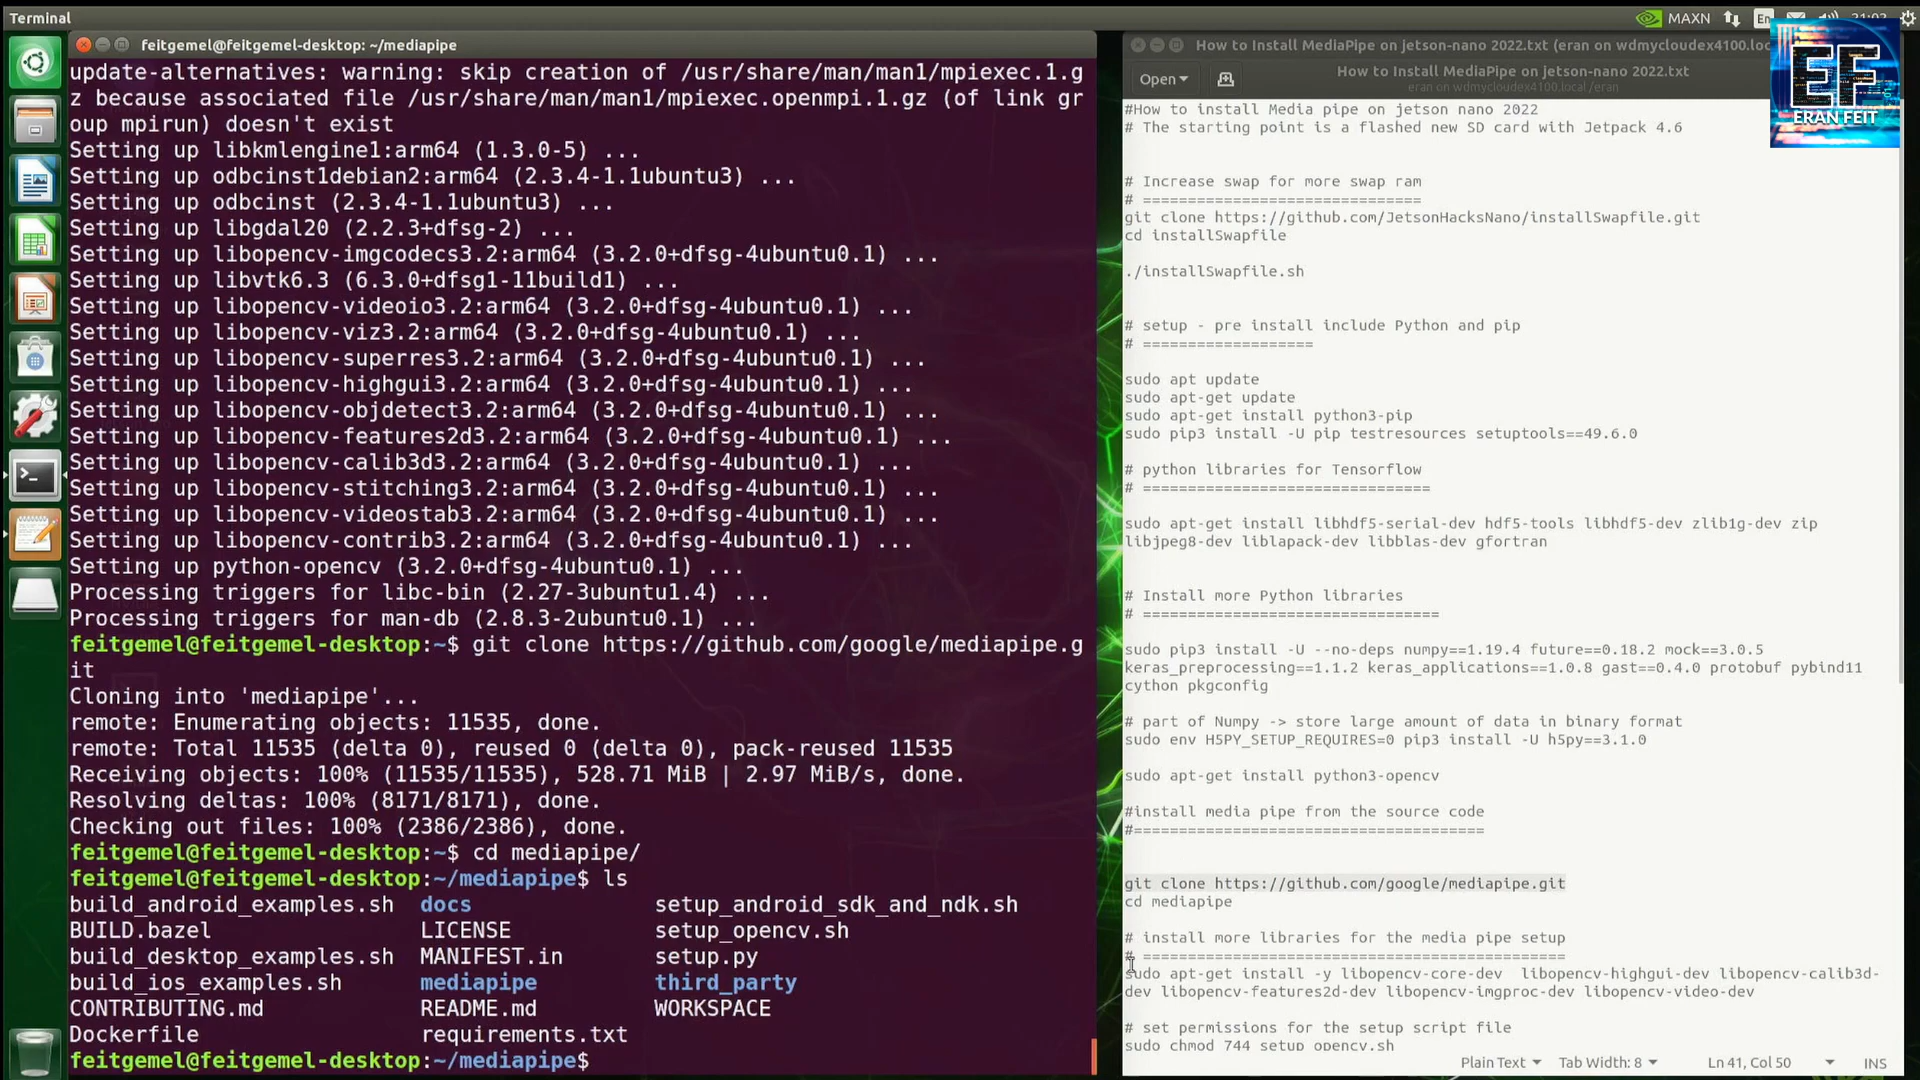 Terminal
MAXN
En
feitgemel@feitgemel-desktop: ~/mediapipe
update-alternatives: warning: skip creation of /usr/share/man/man1/mpiexec.1.g
z because associated file /usr/share/man/man1/mpiexec.openmpi.1.gz (of link gr
oup mpirun) doesn't exist
Setting up libkmlengine1:arm64 (1.3.0-5) ...
Setting up odbcinst1debian2:arm64 (2.3.4-1.1ubuntu3) ...
Setting up odbcinst (2.3.4-1.1ubuntu3) ...
Setting up libgdal20 (2.2.3+dfsg-2) ...
Setting up libopencv-imgcodecs3.2:arm64 (3.2.0+dfsg-4ubuntu0.1) ...
Setting up libvtk6.3 (6.3.0+dfsg1-11build1) ...
Setting up libopencv-videoio3.2:arm64 (3.2.0+dfsg-4ubuntu0.1) ...
Setting up libopencv-viz3.2:arm64 (3.2.0+dfsg-4ubuntu0.1) ...
Setting up libopencv-superres3.2:arm64 (3.2.0+dfsg-4ubuntu0.1) ...
Setting up libopencv-highgui3.2:arm64 (3.2.0+dfsg-4ubuntu0.1) ...
Setting up libopencv-objdetect3.2:arm64 (3.2.0+dfsg-4ubuntu0.1) ...
Setting up libopencv-features2d3.2:arm64 (3.2.0+dfsg-4ubuntu0.1) ...
Setting up libopencv-calib3d3.2:arm64 (3.2.0+dfsg-4ubuntu0.1) ...
Setting up libopencv-stitching3.2:arm64 (3.2.0+dfsg-4ubuntu0.1) ...
Setting up libopencv-videostab3.2:arm64 (3.2.0+dfsg-4ubuntu0.1) ...
Setting up libopencv-contrib3.2:arm64 (3.2.0+dfsg-4ubuntu0.1) ...
Setting up python-opencv (3.2.0+dfsg-4ubuntu0.1) ...
Processing triggers for libc-bin (2.27-3ubuntu1.4) ...
Processing triggers for man-db (2.8.3-2ubuntu0.1) ...
feitgemel@feitgemel-desktop:~$ git clone https://github.com/google/mediapipe.g
it
Cloning into 'mediapipe'...
remote: Enumerating objects: 11535, done.
remote: Total 11535 (delta 0), reused 0 (delta 0), pack-reused 11535
Receiving objects: 100% (11535/11535), 528.71 MiB | 2.97 MiB/s, done.
Resolving deltas: 100% (8171/8171), done.
Checking out files: 100% (2386/2386), done.
feitgemel@feitgemel-desktop:~$ cd mediapipe/
feitgemel@feitgemel-desktop:~/mediapipe$ ls
build_android_examples.sh docs setup_android_sdk_and_ndk.sh
BUILD.bazel LICENSE setup_opencv.sh
build_desktop_examples.sh MANIFEST.in setup.py
build_ios_examples.sh mediapipe third_party
CONTRIBUTING.md README.md WORKSPACE
Dockerfile requirements.txt
feitgemel@feitgemel-desktop:~/mediapipe$
How to Install MediaPipe on jetson-nano 2022.txt (eran on wdmycloudex4100.loc
Open
How to Install MediaPipe on jetson-nano 2022.txt
eran on wdmycloudex4100.local /eran
EF
ERAN FEIT
#How to install Media pipe on jetson nano 2022
# The starting point is a flashed new SD card with Jetpack 4.6
# Increase swap for more swap ram
# ===============================
git clone https://github.com/JetsonHacksNano/installSwapfile.git
cd installSwapfile
./installSwapfile.sh
# setup - pre install include Python and pip
# ===================
sudo apt update
sudo apt-get update
sudo apt-get install python3-pip
sudo pip3 install -U pip testresources setuptools==49.6.0
# python libraries for Tensorflow
# ================================
sudo apt-get install libhdf5-serial-dev hdf5-tools libhdf5-dev zlib1g-dev zip
libjpeg8-dev liblapack-dev libblas-dev gfortran
# Install more Python libraries
# =================================
sudo pip3 install -U --no-deps numpy==1.19.4 future==0.18.2 mock==3.0.5
keras_preprocessing==1.1.2 keras_applications==1.0.8 gast==0.4.0 protobuf pybind11
cython pkgconfig
# part of Numpy -> store large amount of data in binary format
sudo env H5PY_SETUP_REQUIRES=0 pip3 install -U h5py==3.1.0
sudo apt-get install python3-opencv
#install media pipe from the source code
#=======================================
git clone https://github.com/google/mediapipe.git
cd mediapipe
# install more libraries for the media pipe setup
# ===============================================
sudo apt-get install -y libopencv-core-dev  libopencv-highgui-dev libopencv-calib3d-
dev libopencv-features2d-dev libopencv-imgproc-dev libopencv-video-dev
# set permissions for the setup script file
sudo chmod 744 setup_opencv.sh
Plain Text
Tab Width: 8
Ln 41, Col 50
INS